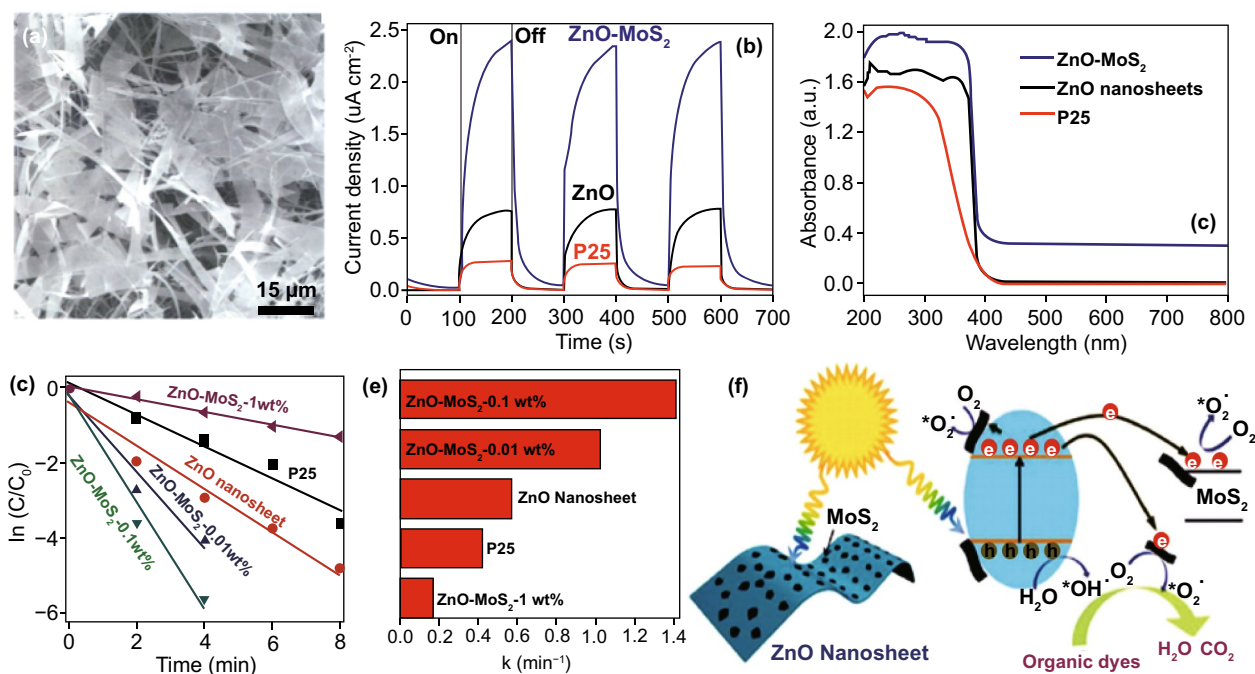 (a)
15 µm
On
Off
ZnO-MoS₂
(b)
ZnO
P25
2.5
2.0
1.5
1.0
0.5
0.0
0
100
200
300
400
500
600
700
Current density (uA cm⁻²)
Time (s)
2.0
1.6
1.2
0.8
0.4
0.0
200
300
400
500
600
700
800
Absorbance (a.u.)
Wavelength (nm)
ZnO-MoS₂
ZnO nanosheets
P25
(c)
(c)
0
−2
−4
−6
0
2
4
6
8
ln (C/C₀)
Time (min)
ZnO-MoS₂-1wt%
P25
ZnO nanosheet
ZnO-MoS₂-0.01wt%
ZnO-MoS₂-0.1wt%
(e)
ZnO-MoS₂-0.1 wt%
ZnO-MoS₂-0.01 wt%
ZnO Nanosheet
P25
ZnO-MoS₂-1 wt%
0.0
0.4
0.6
0.8
1.0
1.2
1.4
k (min⁻¹)
(f)
MoS₂
ZnO Nanosheet
O₂
*O₂˙
e e e e
h h h h
e
*O₂˙
O₂
e e
MoS₂
e
H₂O
*OH˙
O₂
*O₂˙
Organic dyes
H₂O CO₂